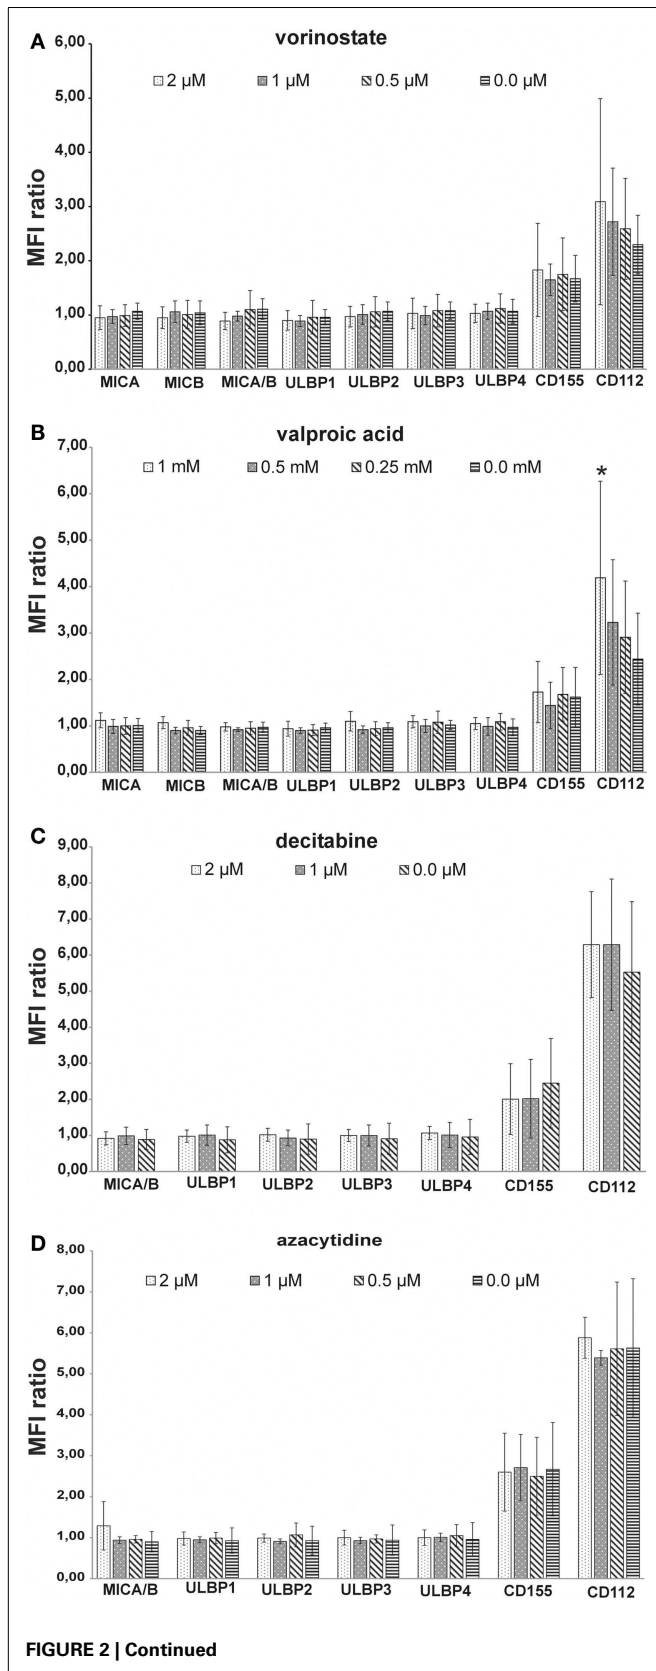 A
vorinostate
6,00
5,00
4,00
3,00
2,00
1,00
0,00
MFI ratio
2 µM 1 µM 0.5 µM 0.0 µM
MICA MICB MICA/B ULBP1 ULBP2 ULBP3 ULBP4 CD155 CD112
B
valproic acid
7,00
6,00
5,00
4,00
3,00
2,00
1,00
0,00
MFI ratio
1 mM 0.5 mM 0.25 mM 0.0 mM
*
MICA MICB MICA/B ULBP1 ULBP2 ULBP3 ULBP4 CD155 CD112
C
decitabine
9,00
8,00
7,00
6,00
5,00
4,00
3,00
2,00
1,00
0,00
MFI ratio
2 µM 1 µM 0.0 µM
MICA/B ULBP1 ULBP2 ULBP3 ULBP4 CD155 CD112
D
azacytidine
8,00
7,00
6,00
5,00
4,00
3,00
2,00
1,00
0,00
MFI ratio
2 µM 1 µM 0.5 µM 0.0 µM
MICA/B ULBP1 ULBP2 ULBP3 ULBP4 CD155 CD112
FIGURE 2 | Continued